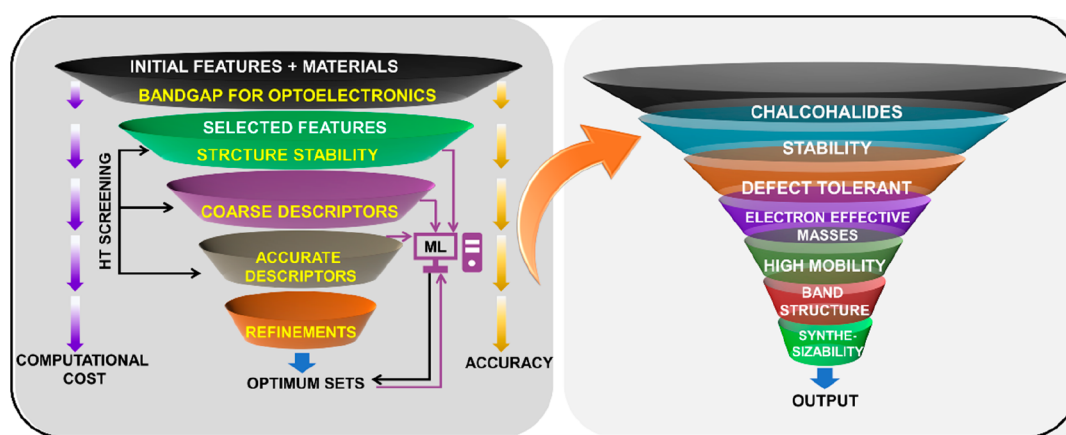 INITIAL FEATURES + MATERIALS
BANDGAP FOR OPTOELECTRONICS
SELECTED FEATURES
STRCTURE STABILITY
HT SCREENING
COARSE DESCRIPTORS
ML
ACCURATE
DESCRIPTORS
REFINEMENTS
COMPUTATIONAL
COST
ACCURACY
OPTIMUM SETS
CHALCOHALIDES
STABILITY
DEFECT TOLERANT
ELECTRON EFFECTIVE
MASSES
HIGH MOBILITY
BAND
STRUCTURE
SYNTHE-
SIZABILITY
OUTPUT